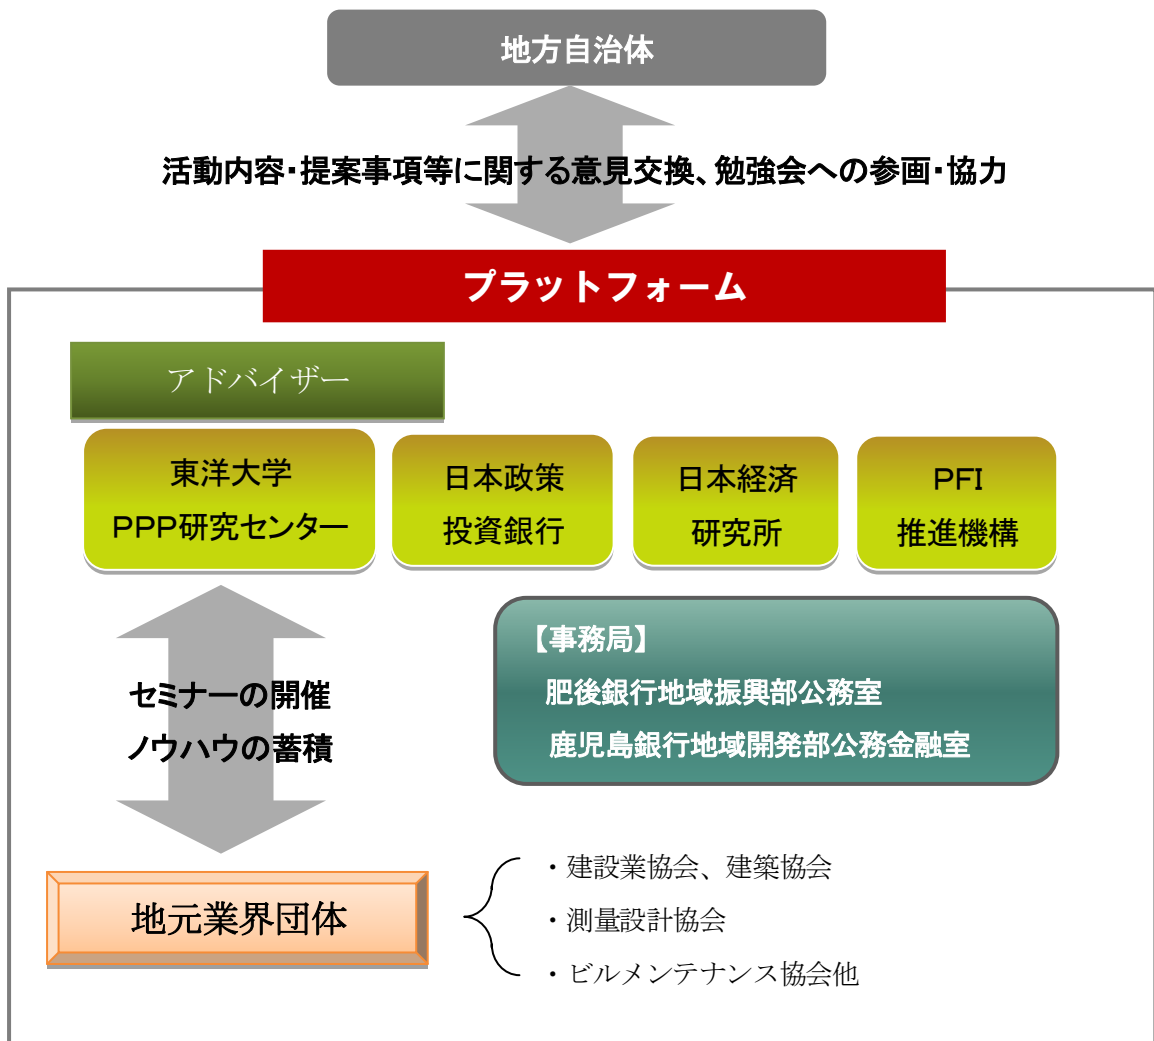 地方自治体
活動内容・提案事項等に関する意見交換、勉強会への参画・協力
プラットフォーム
アドバイザー
東洋大学
PPP研究センター
日本政策
投資銀行
日本経済
研究所
PFI
推進機構
【事務局】
肥後銀行地域振興部公務室
鹿児島銀行地域開発部公務金融室
セミナーの開催
ノウハウの蓄積
地元業界団体
・建設業協会、建築協会
・測量設計協会
・ビルメンテナンス協会他